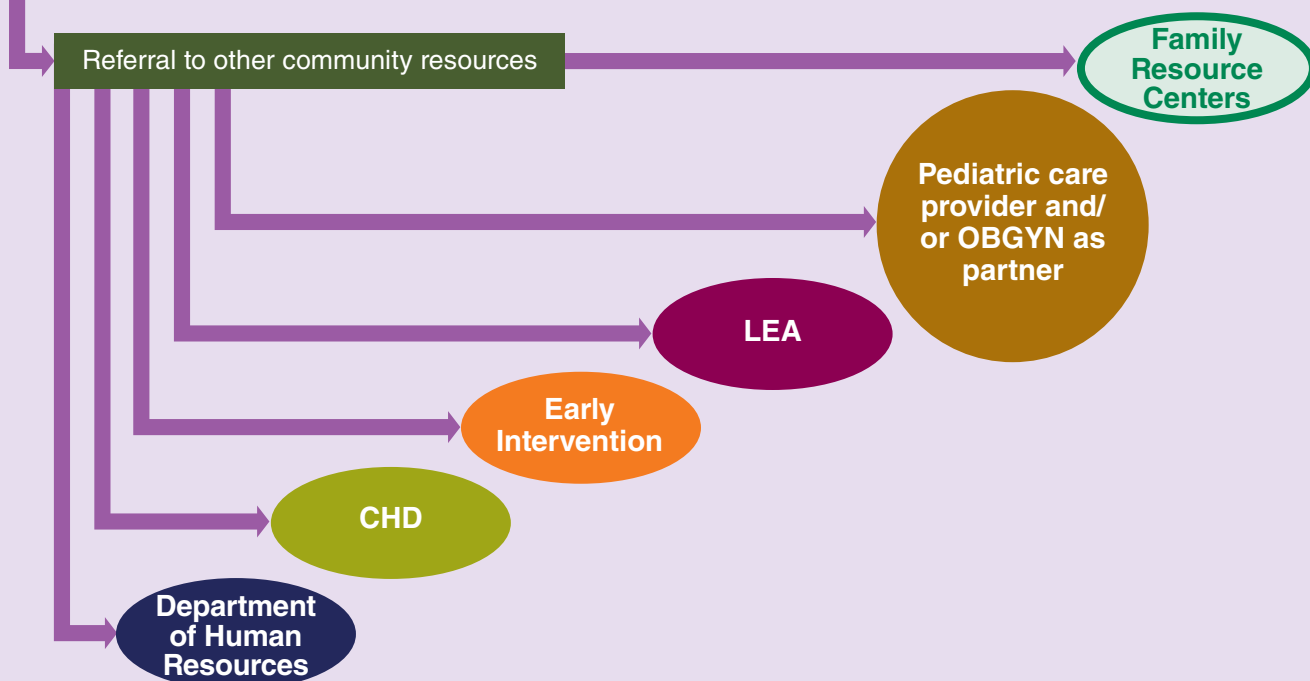 Referral to other community resources
Family
Resource
Centers
Pediatric care
provider and/
or OBGYN as
partner
LEA
Early
Intervention
CHD
Department
of Human
Resources